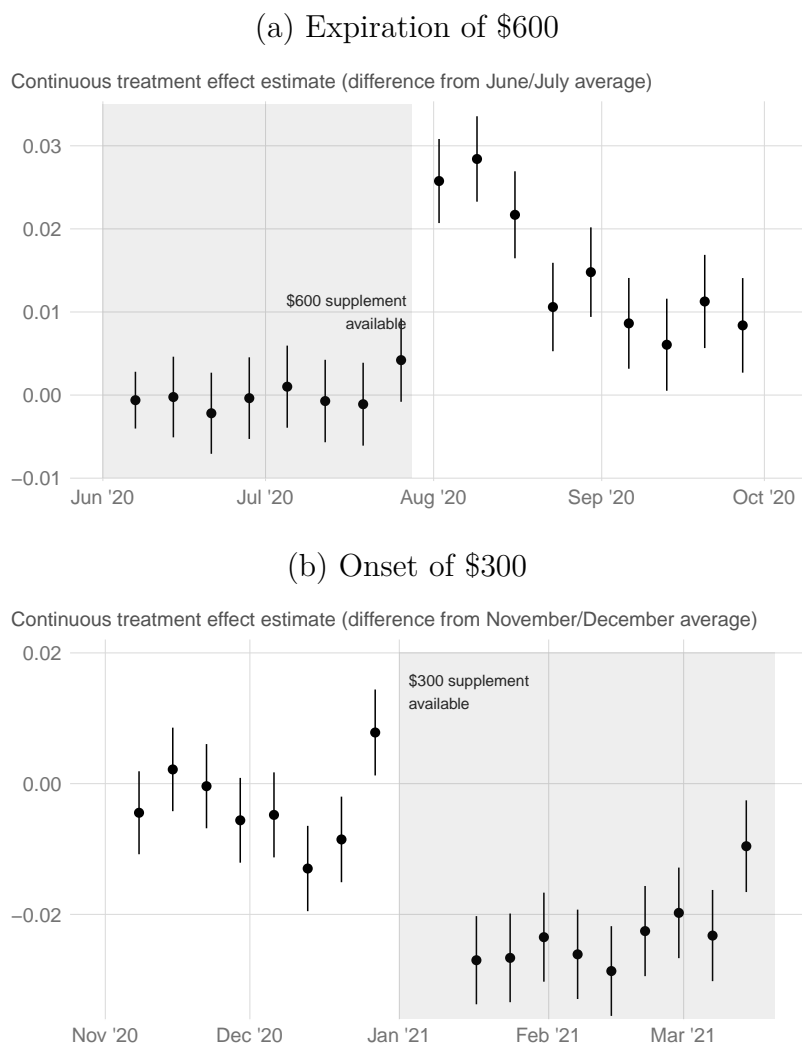 (a) Expiration of $600
Continuous treatment effect estimate (difference from June/July average)
0.03
0.02
$600 supplement
0.01
available
0.00
−0.01
Jun '20 Jul '20 Aug '20 Sep '20 Oct '20
(b) Onset of $300
Continuous treatment effect estimate (difference from November/December average)
0.02
$300 supplement
available
0.00
−0.02
Nov '20 Dec '20 Jan '21 Feb '21 Mar '21